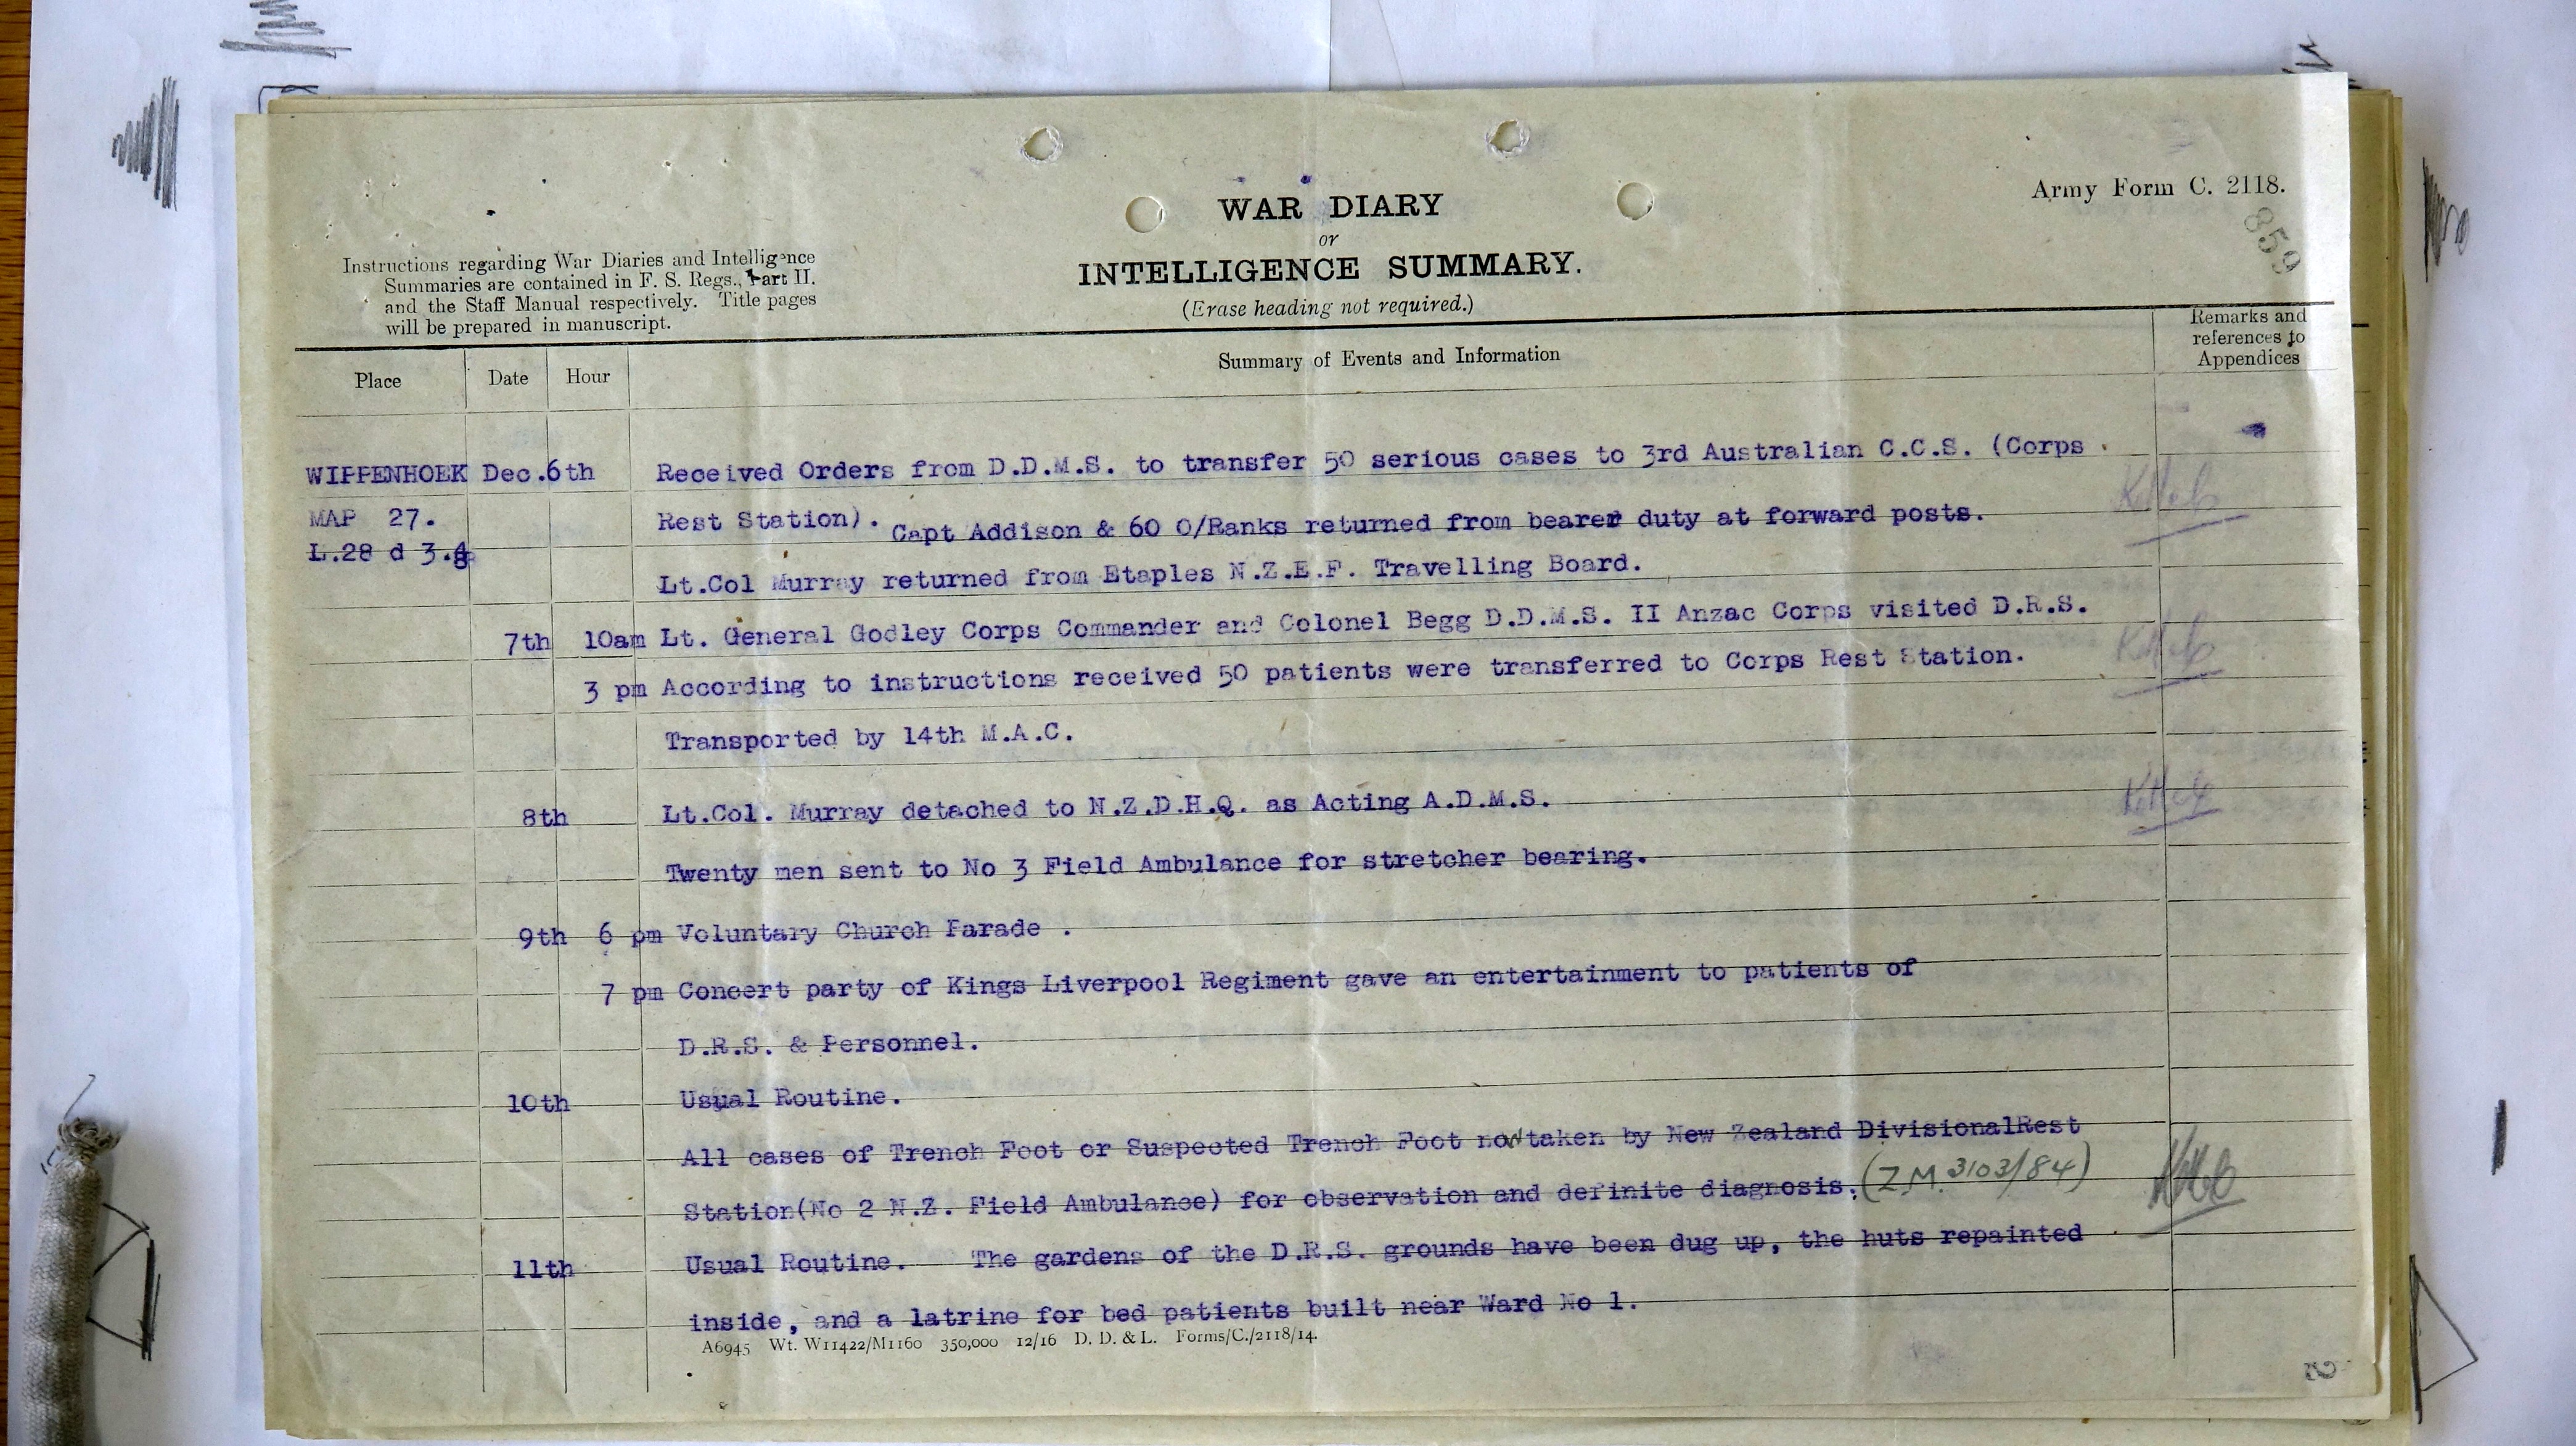 Army Form C. 2118.
859
WAR DIARY
or
INTELLIGENCE SUMMARY.
(Erase heading not required.)
Instructions regarding War Diaries and Intelligence
Summaries are contained in F. S. Regs., Part II.
and the Staff Manual respectively. Title pages
will be prepared in manuscript.
Place Date Hour Summary of Events and Information Remarks and
references to
Appendices
WIPPENHOEK Dec.6th Received Orders from D.D.M.S. to transfer 50 serious cases to 3rd Australian C.C.S. (Corps
MAP 27. Rest Station). Capt Addison & 60 O/Ranks returned from bearer duty at forward posts.
L.28 d 3.
Lt.Col Murray returned from Etaples N.Z.E.F. Travelling Board.
7th 10am Lt. General Godley Corps Commander and Colonel Begg D.D.M.S. II Anzac Corps visited D.R.S.
3 pm According to instructions received 50 patients were transferred to Corps Rest Station.
Transported by 14th M.A.C.
8th Lt.Col. Murray detached to N.Z.D.H.Q. as Acting A.D.M.S.
Twenty men sent to No 3 Field Ambulance for stretcher bearing.
9th 6 pm Voluntary Church Parade .
7 pm Concert party of Kings Liverpool Regiment gave an entertainment to patients of
D.R.S. & Personnel.
10th Usual Routine.
All cases of Trench Foot or Suspected Trench Foot now taken by New Zealand DivisionalRest
Station(No 2 N.Z. Field Ambulance) for observation and definite diagnosis. (Z.M. 3103/84)
11th Usual Routine. The gardens of the D.R.S. grounds have been dug up, the huts repainted
inside, and a latrine for bed patients built near Ward No 1.
A6945 Wt. W11422/M1160 350,000 12/16 D. D. & L. Forms/C./2118/14.